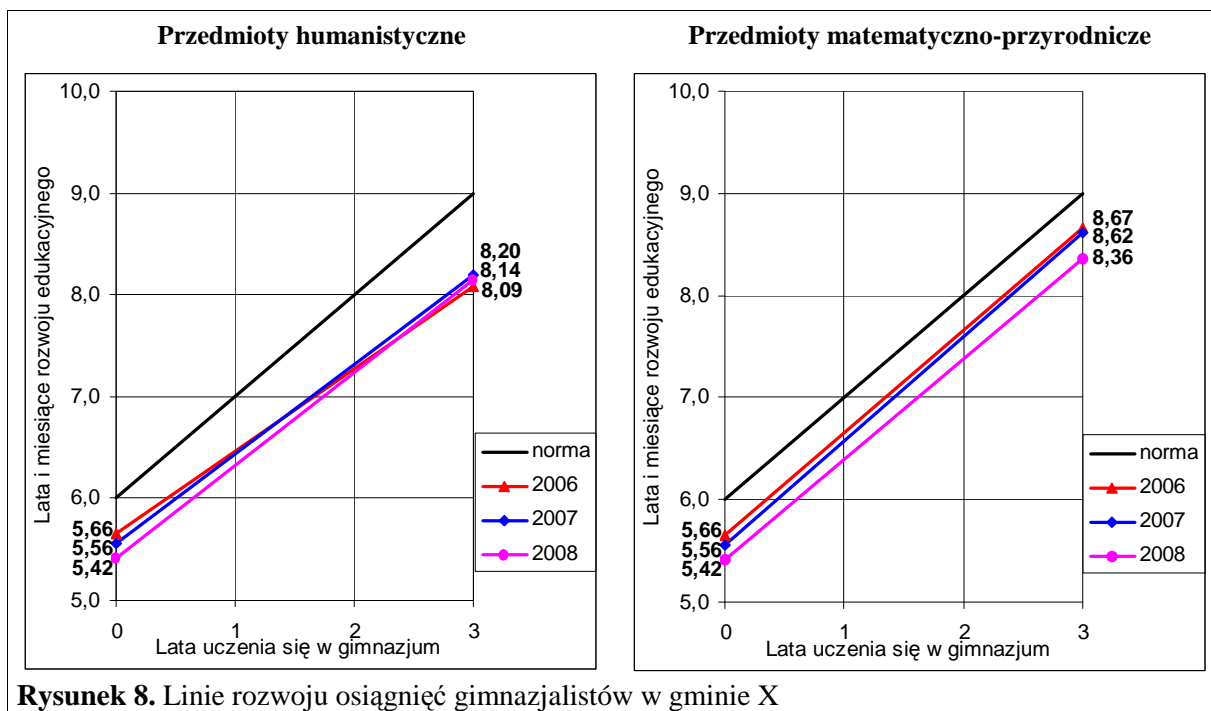 Przedmioty humanistyczne
Lata i miesiące rozwoju edukacyjnego
10,0
9,0
8,0
7,0
6,0
5,0
5,66
5,56
5,42
8,20
8,14
8,09
norma
2006
2007
2008
0 1 2 3
Lata uczenia się w gimnazjum
Przedmioty matematyczno-przyrodnicze
Lata i miesiące rozwoju edukacyjnego
10,0
9,0
8,0
7,0
6,0
5,0
5,66
5,56
5,42
8,67
8,62
8,36
norma
2006
2007
2008
0 1 2 3
Lata uczenia się w gimnazjum
Rysunek 8. Linie rozwoju osiągnięć gimnazjalistów w gminie X